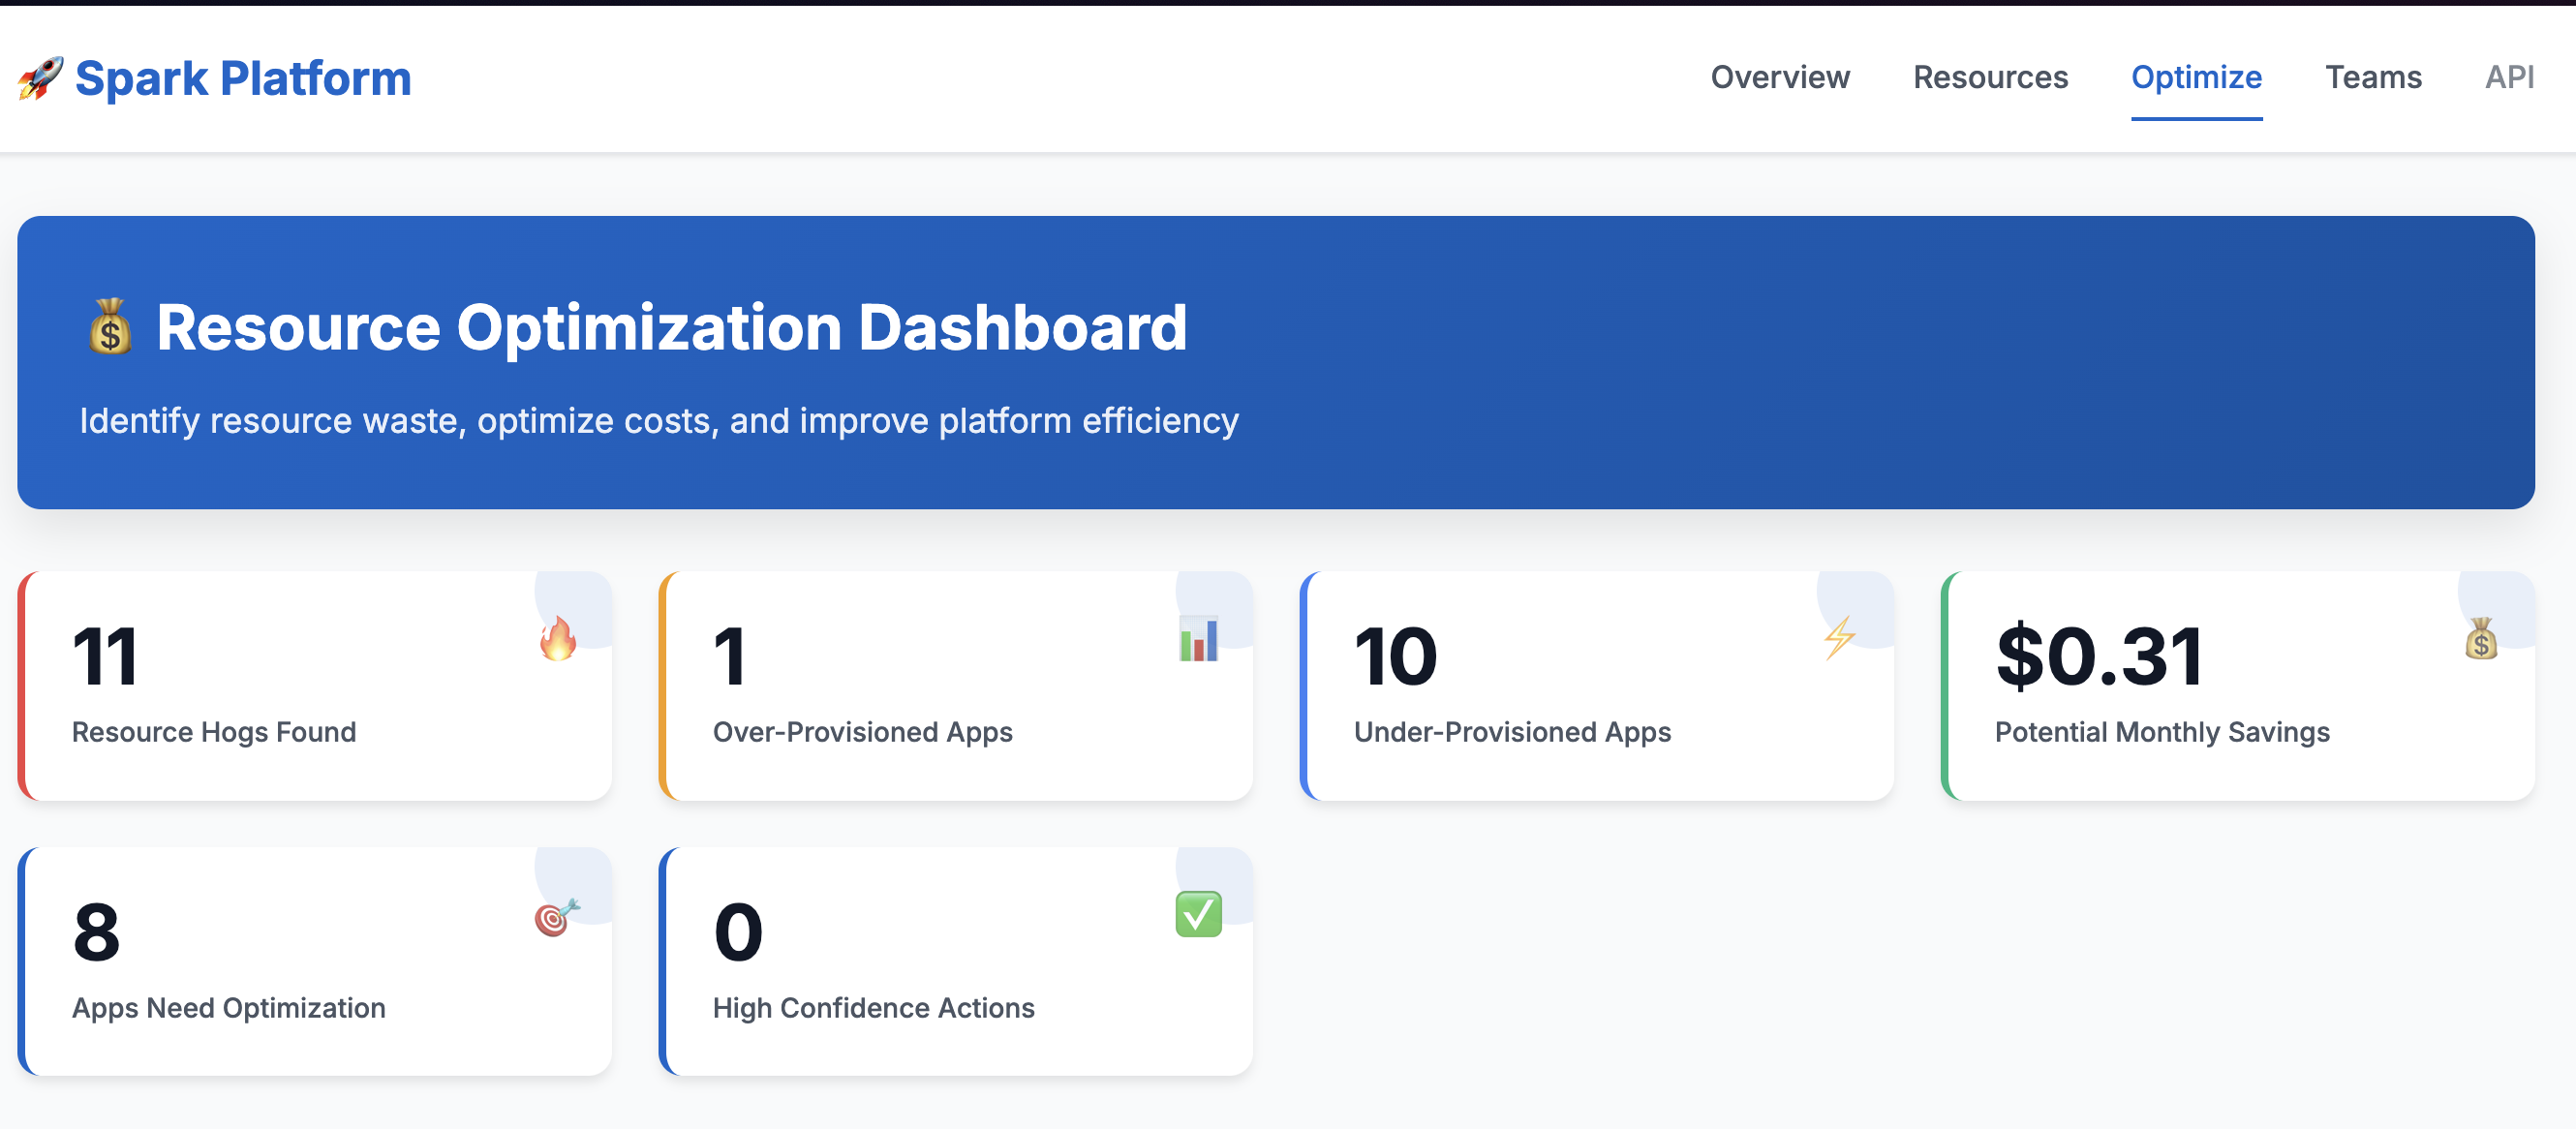 Spark Platform
Overview Resources Optimize Teams API
Resource Optimization Dashboard
Identify resource waste, optimize costs, and improve platform efficiency
11
Resource Hogs Found
1
Over-Provisioned Apps
10
Under-Provisioned Apps
$0.31
Potential Monthly Savings
8
Apps Need Optimization
0
High Confidence Actions